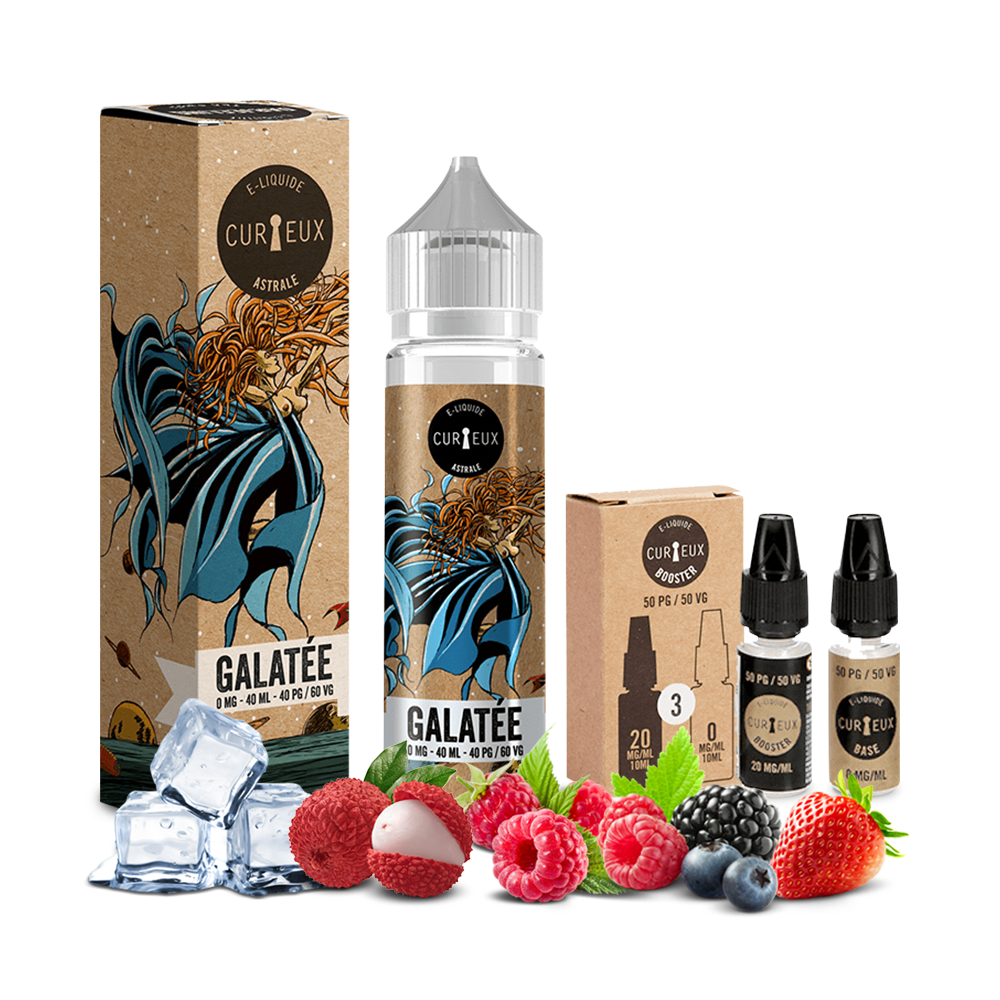 E-LIQUIDE
CURIEUX
ASTRALE
GALATÉE
0 MG - 40 ML - 40 PG / 60 VG
E-LIQUIDE
CURIEUX
ASTRALE
GALATÉE
0 MG - 40 ML - 40 PG / 60 VG
E-LIQUIDE
CURIEUX
BOOSTER
50 PG / 50 VG
3
20
MG/ML
10ML
0
MG/ML
10ML
50 PG / 50 VG
E-LIQUIDE
CURIEUX
BOOSTER
20 MG/ML
50 PG / 50 VG
E-LIQUIDE
CURIEUX
BASE
0 MG/ML